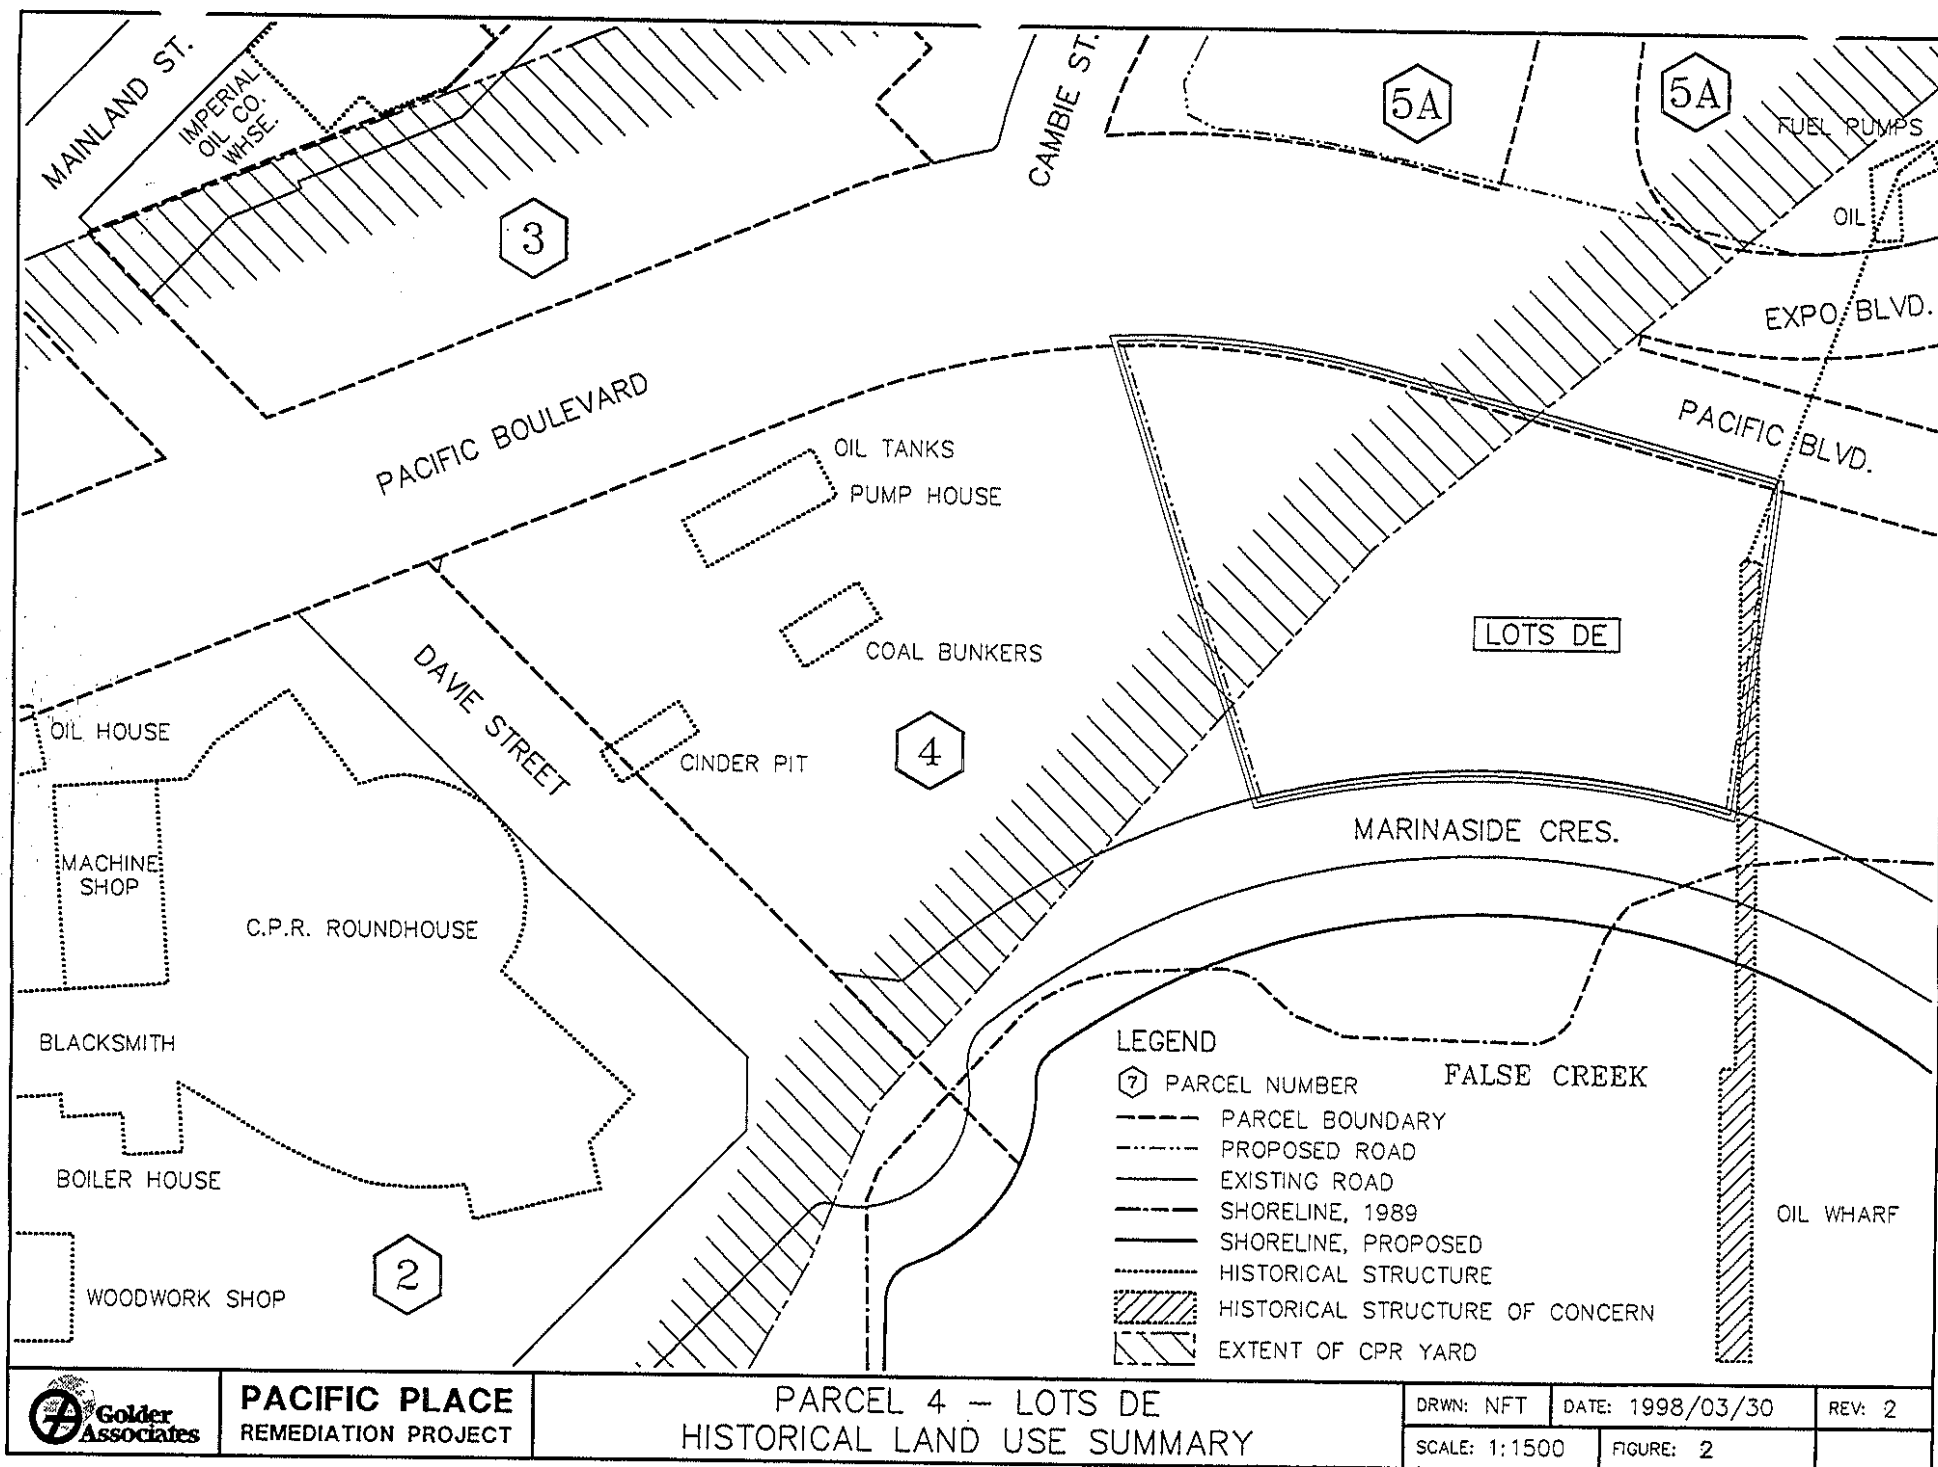 MAINLAND ST.
IMPERIAL
OIL CO.
WHSE.
CAMBIE ST.
5A
5A
FUEL PUMPS
OIL
3
EXPO BLVD.
PACIFIC BOULEVARD
PACIFIC BLVD.
OIL TANKS
PUMP HOUSE
LOTS DE
COAL BUNKERS
DAVIE STREET
OIL HOUSE
CINDER PIT
4
MARINASIDE CRES.
MACHINE
SHOP
C.P.R. ROUNDHOUSE
BLACKSMITH
BOILER HOUSE
WOODWORK SHOP
2
FALSE CREEK
OIL WHARF
LEGEND
7 PARCEL NUMBER
PARCEL BOUNDARY
PROPOSED ROAD
EXISTING ROAD
SHORELINE, 1989
SHORELINE, PROPOSED
HISTORICAL STRUCTURE
HISTORICAL STRUCTURE OF CONCERN
EXTENT OF CPR YARD
Golder
Associates
PACIFIC PLACE
REMEDIATION PROJECT
PARCEL 4 – LOTS DE
HISTORICAL LAND USE SUMMARY
DRWN: NFT
DATE: 1998/03/30
REV: 2
SCALE: 1:1500
FIGURE: 2